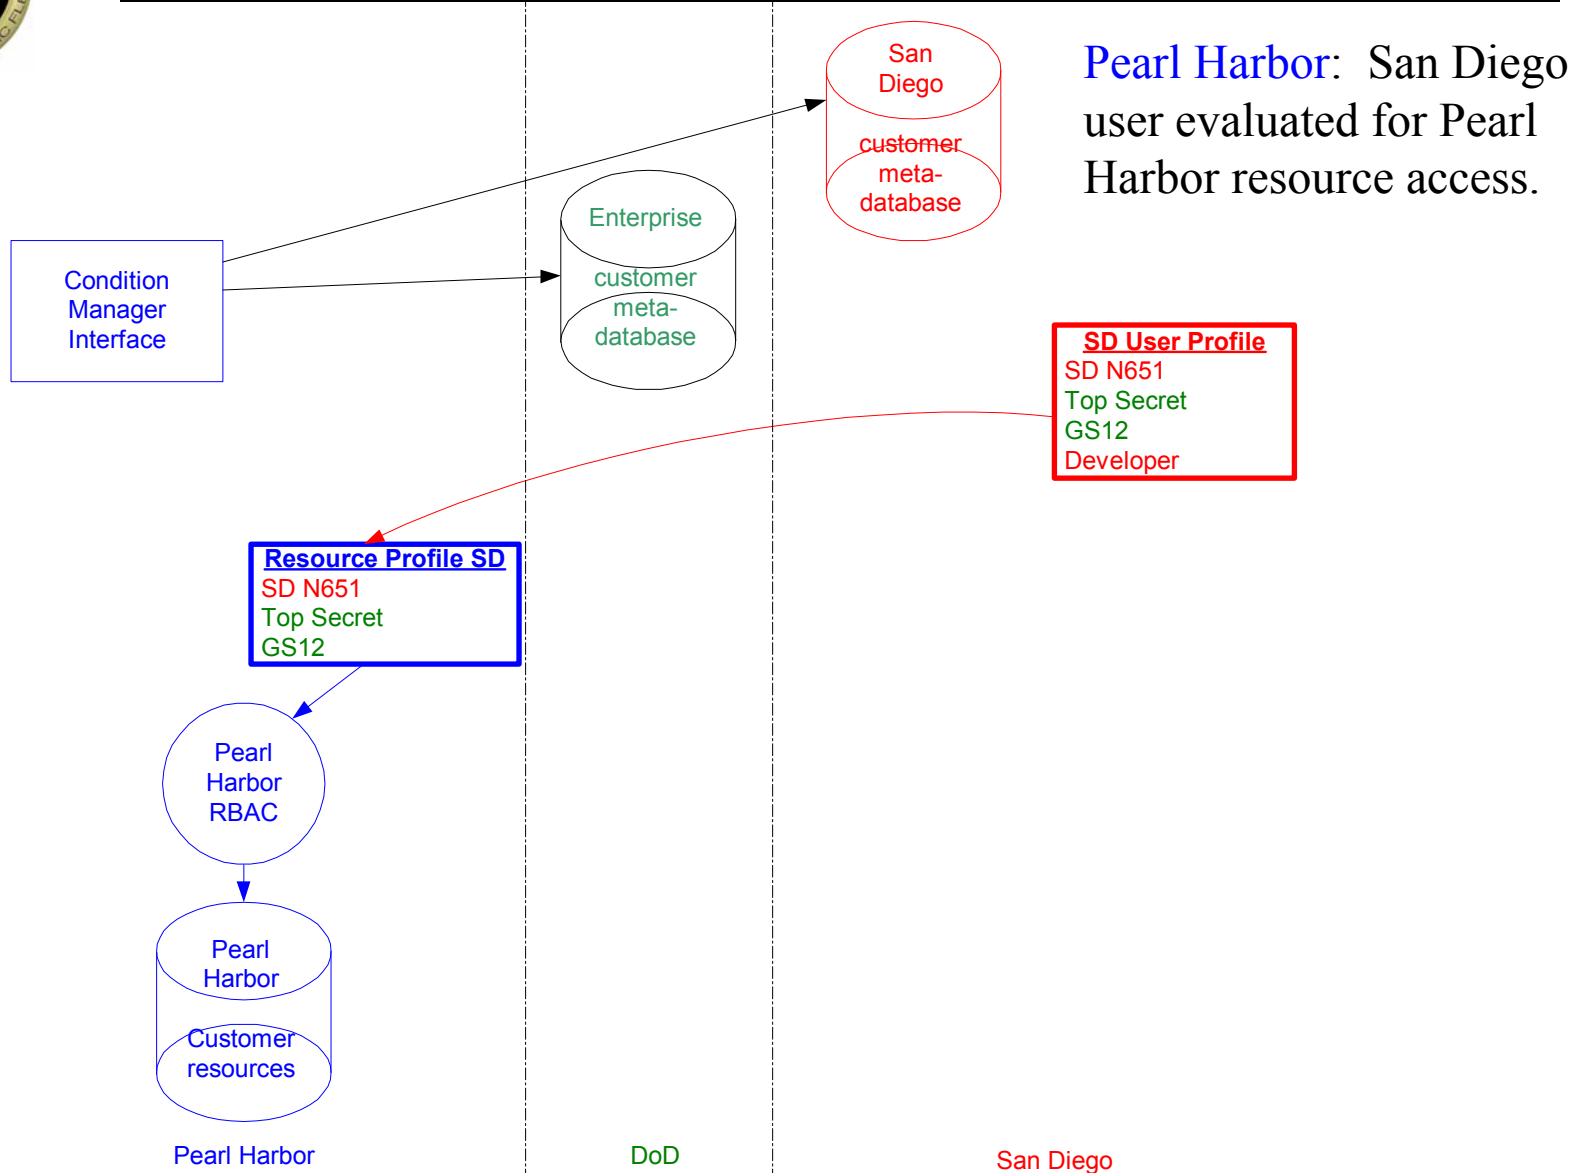 Pearl Harbor: San Diego
user evaluated for Pearl
Harbor resource access.
San
Diego
customer
meta-
database
Enterprise
customer
meta-
database
Condition
Manager
Interface
SD User Profile
SD N651
Top Secret
GS12
Developer
Resource Profile SD
SD N651
Top Secret
GS12
Pearl
Harbor
RBAC
Pearl
Harbor
Customer
resources
Pearl Harbor
DoD
San Diego